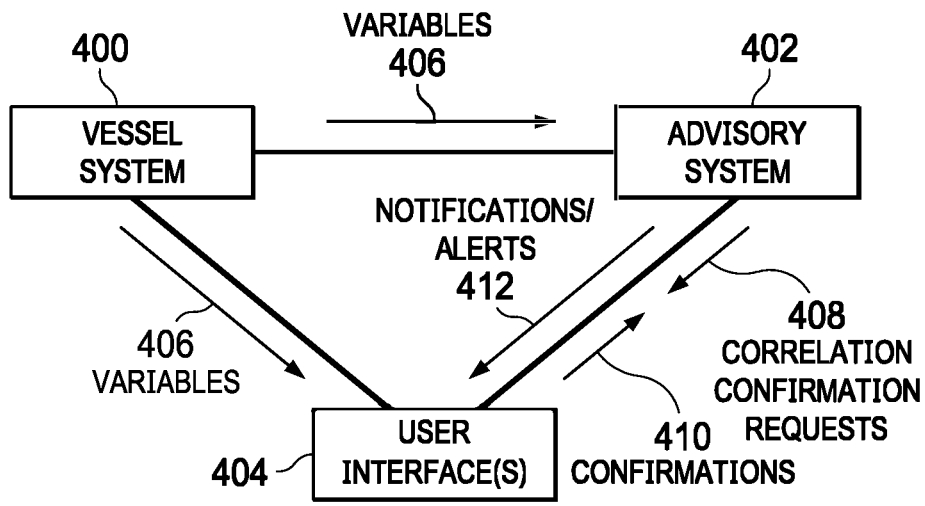 VARIABLES
406
400
402
VESSEL
SYSTEM
ADVISORY
SYSTEM
NOTIFICATIONS/
ALERTS
412
406
VARIABLES
408
CORRELATION
CONFIRMATION
REQUESTS
404
USER
INTERFACE(S)
410
CONFIRMATIONS